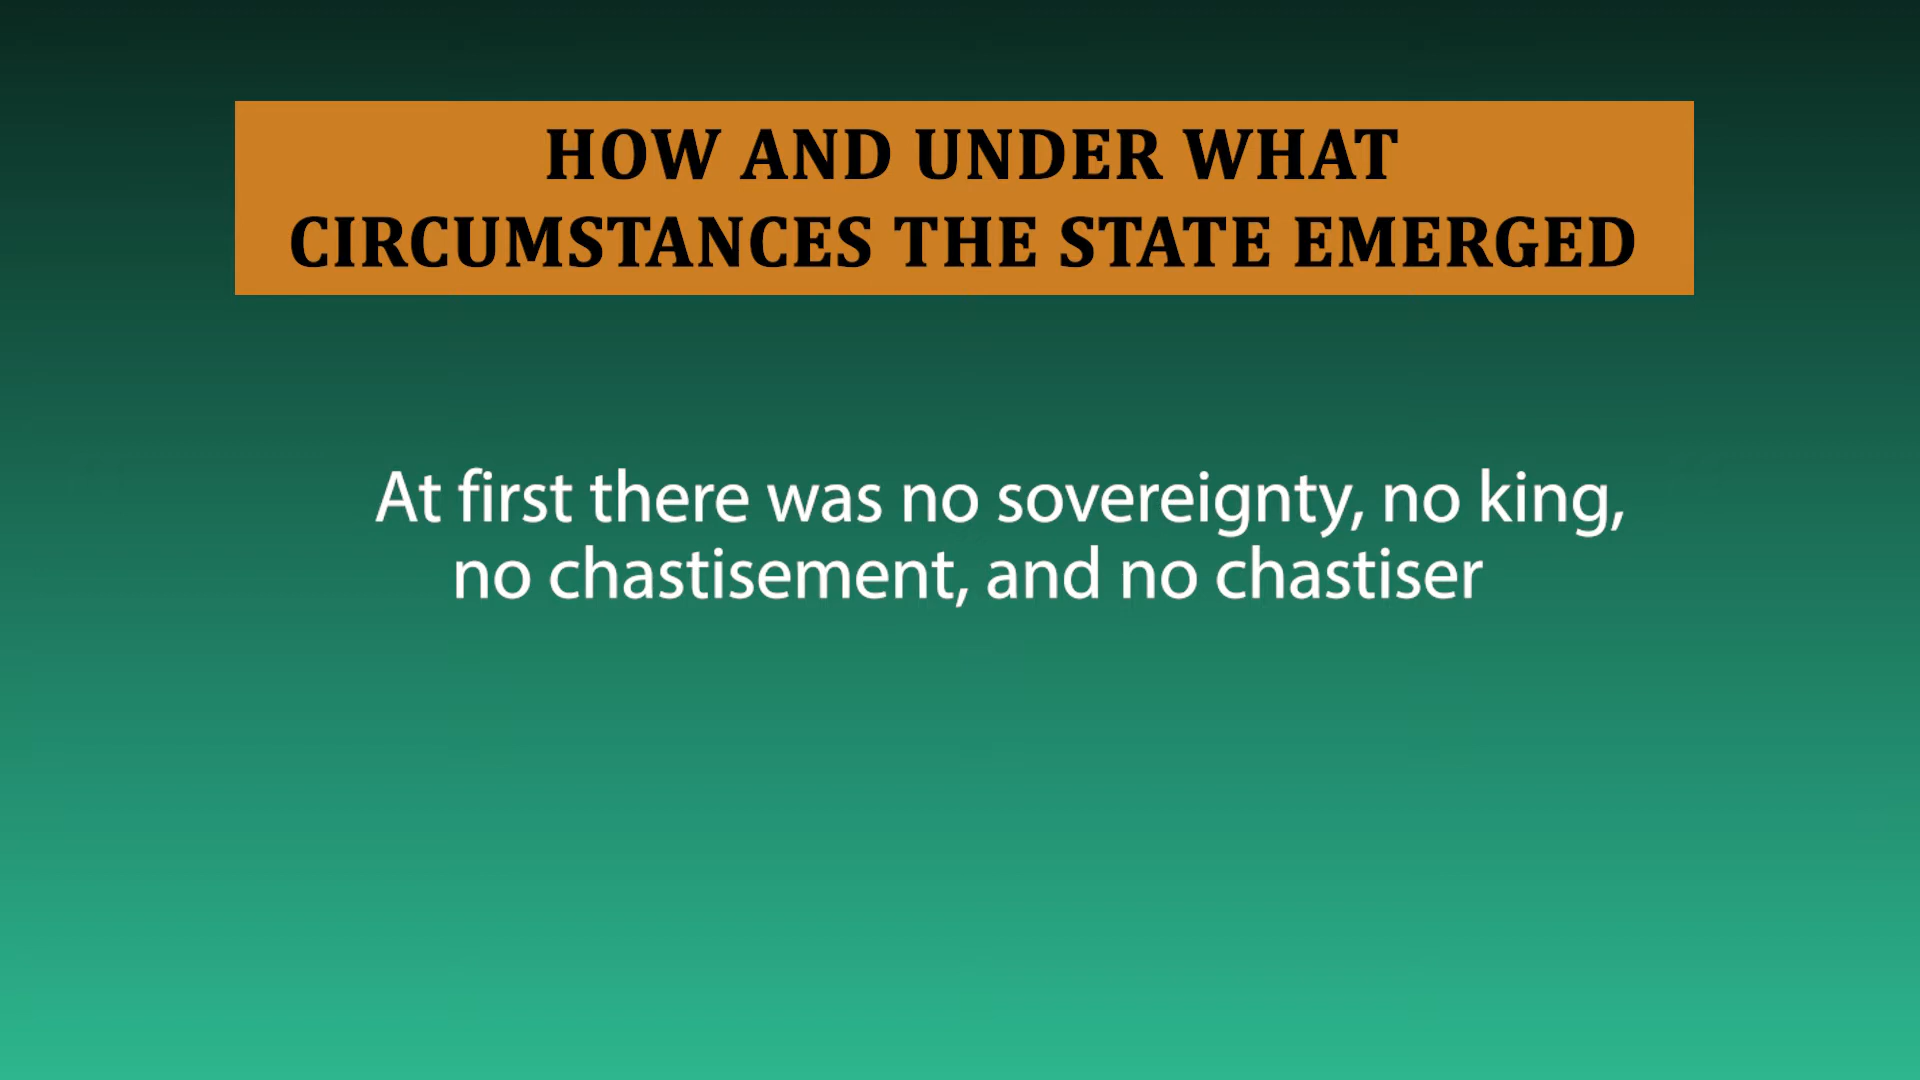 HOW AND UNDER WHAT
CIRCUMSTANCES THE STATE EMERGED
At first there was no sovereignty, no king,
no chastisement, and no chastiser